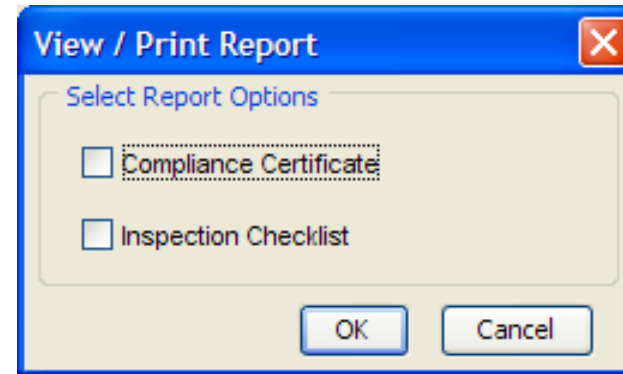 View / Print Report
Select Report Options
Compliance Certificate
Inspection Checklist
OK Cancel